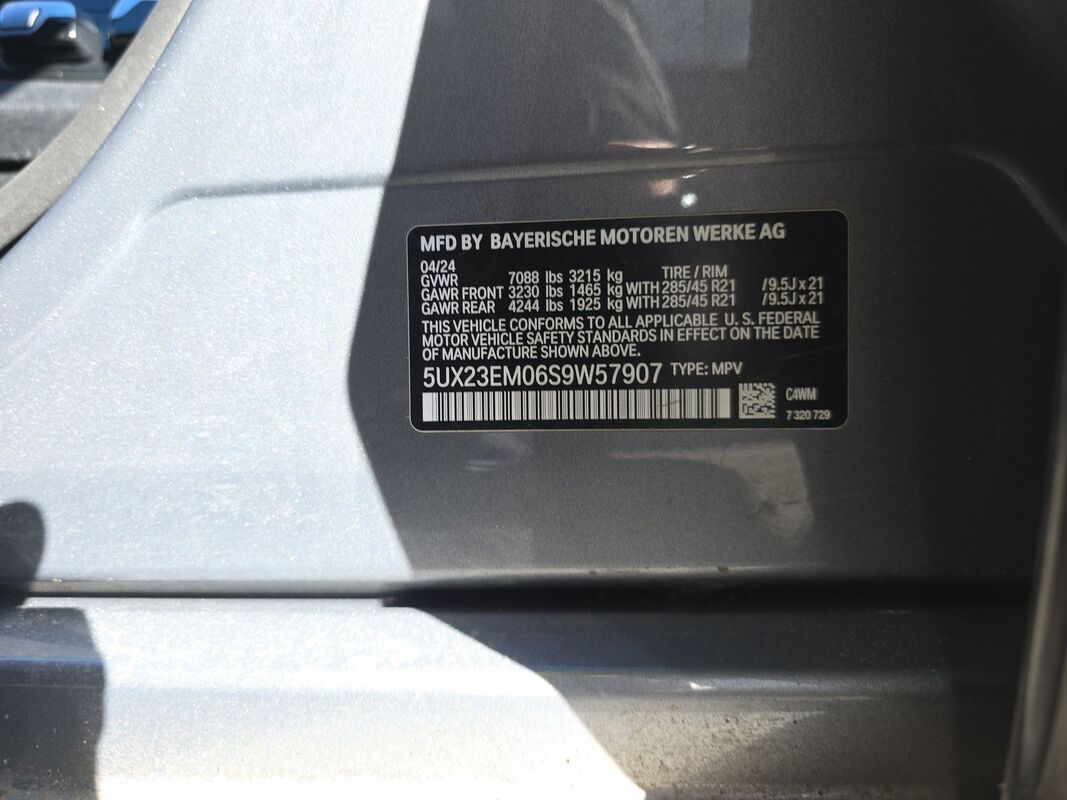 MFD BY BAYERISCHE MOTOREN WERKE AG
04/24
GVWR 7088 lbs 3215 kg TIRE / RIM
GAWR FRONT 3230 lbs 1465 kg WITH 285/45 R21 /9.5J x 21
GAWR REAR 4244 lbs 1925 kg WITH 285/45 R21 /9.5J x 21
THIS VEHICLE CONFORMS TO ALL APPLICABLE U. S. FEDERAL
MOTOR VEHICLE SAFETY STANDARDS IN EFFECT ON THE DATE
OF MANUFACTURE SHOWN ABOVE.
5UX23EM06S9W57907 TYPE: MPV
C4WM
7 320 729